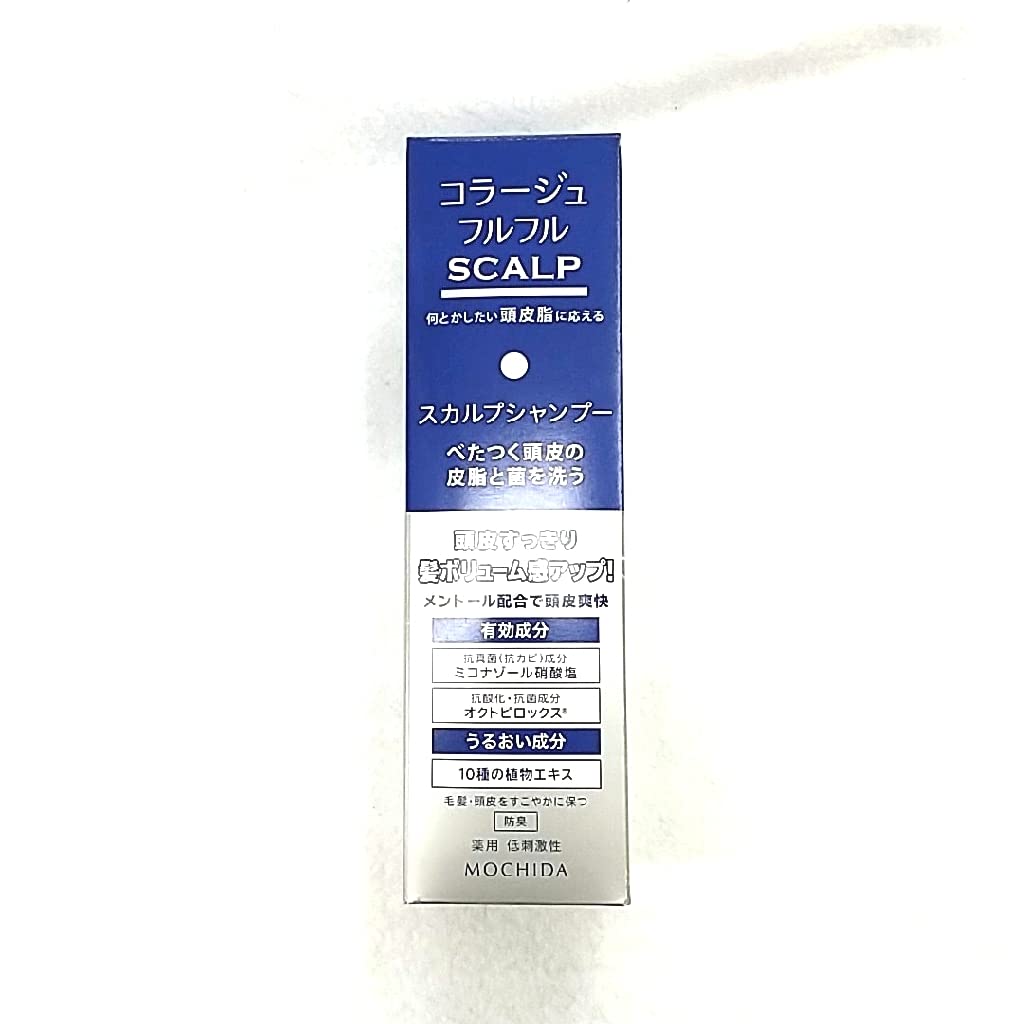 コラージュ
フルフル
SCALP
何とかしたい頭皮脂に応える
スカルプシャンプー
べたつく頭皮の
皮脂と菌を洗う
頭皮すっきり
髪ボリューム感アップ!
メントール配合で頭皮爽快
有効成分
抗真菌(抗カビ)成分
ミコナゾール硝酸塩
抗酸化・抗菌成分
オクトピロックス®
うるおい成分
10種の植物エキス
毛髪・頭皮をすこやかに保つ
防臭
薬用 低刺激性
MOCHIDA